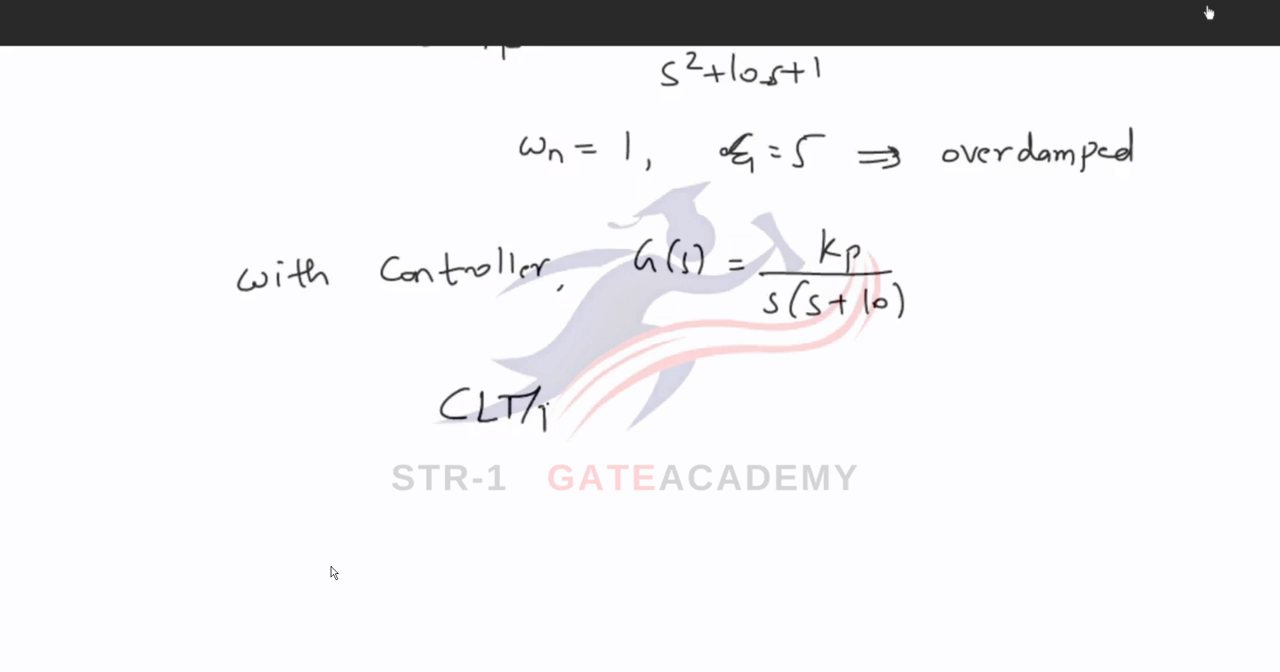 s²+10s+1
ωn = 1, ξ = 5 ⇒ overdamped
with Controller, G(s) = kp / s(s+10)
CLTF
STR-1 GATEACADEMY